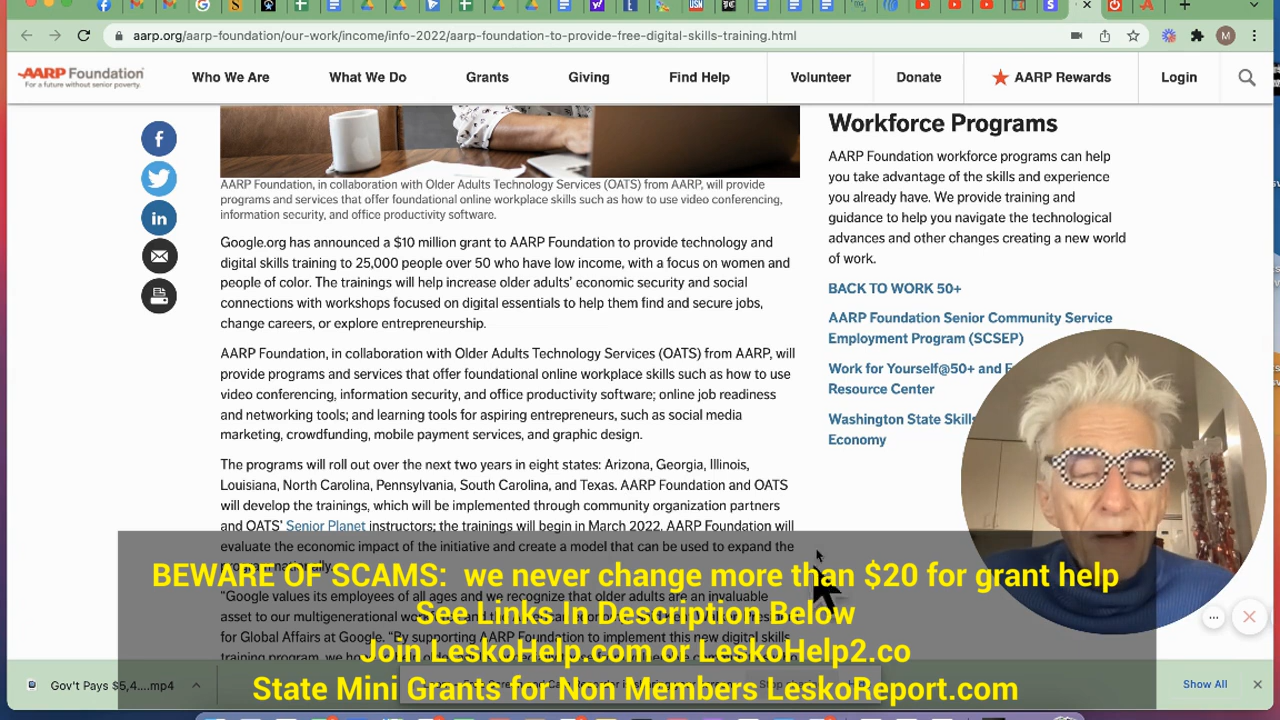 aarp.org/aarp-foundation/our-work/income/info-2022/aarp-foundation-to-provide-free-digital-skills-training.html
M
AARP Foundation
For a future without senior poverty.
Who We Are
What We Do
Grants
Giving
Find Help
Volunteer
Donate
AARP Rewards
Login
AARP Foundation, in collaboration with Older Adults Technology Services (OATS) from AARP, will provide
programs and services that offer foundational online workplace skills such as how to use video conferencing,
information security, and office productivity software.
Google.org has announced a $10 million grant to AARP Foundation to provide technology and
digital skills training to 25,000 people over 50 who have low income, with a focus on women and
people of color. The trainings will help increase older adults' economic security and social
connections with workshops focused on digital essentials to help them find and secure jobs,
change careers, or explore entrepreneurship.
AARP Foundation, in collaboration with Older Adults Technology Services (OATS) from AARP, will
provide programs and services that offer foundational online workplace skills such as how to use
video conferencing, information security, and office productivity software; online job readiness
and networking tools; and learning tools for aspiring entrepreneurs, such as social media
marketing, crowdfunding, mobile payment services, and graphic design.
The programs will roll out over the next two years in eight states: Arizona, Georgia, Illinois,
Louisiana, North Carolina, Pennsylvania, South Carolina, and Texas. AARP Foundation and OATS
will develop the trainings, which will be implemented through community organization partners
and OATS' Senior Planet instructors; the trainings will begin in March 2022. AARP Foundation will
evaluate the economic impact of the initiative and create a model that can be used to expand the
"Google values its employees of all ages and we recognize that older adults are an invaluable
asset to our multigenerational
for Global Affairs at Google. "By supporting AARP Foundation to implement this new digital skills
training program, we
Workforce Programs
AARP Foundation workforce programs can help
you take advantage of the skills and experience
you already have. We provide training and
guidance to help you navigate the technological
advances and other changes creating a new world
of work.
BACK TO WORK 50+
AARP Foundation Senior Community Service
Employment Program (SCSEP)
Work for Yourself@50+ and
Resource Center
Washington State Skills
Economy
BEWARE OF SCAMS: we never change more than $20 for grant help
See Links In Description Below
Join LeskoHelp.com or LeskoHelp2.co
State Mini Grants for Non Members LeskoReport.com
Gov't Pays $5,4....mp4
Show All